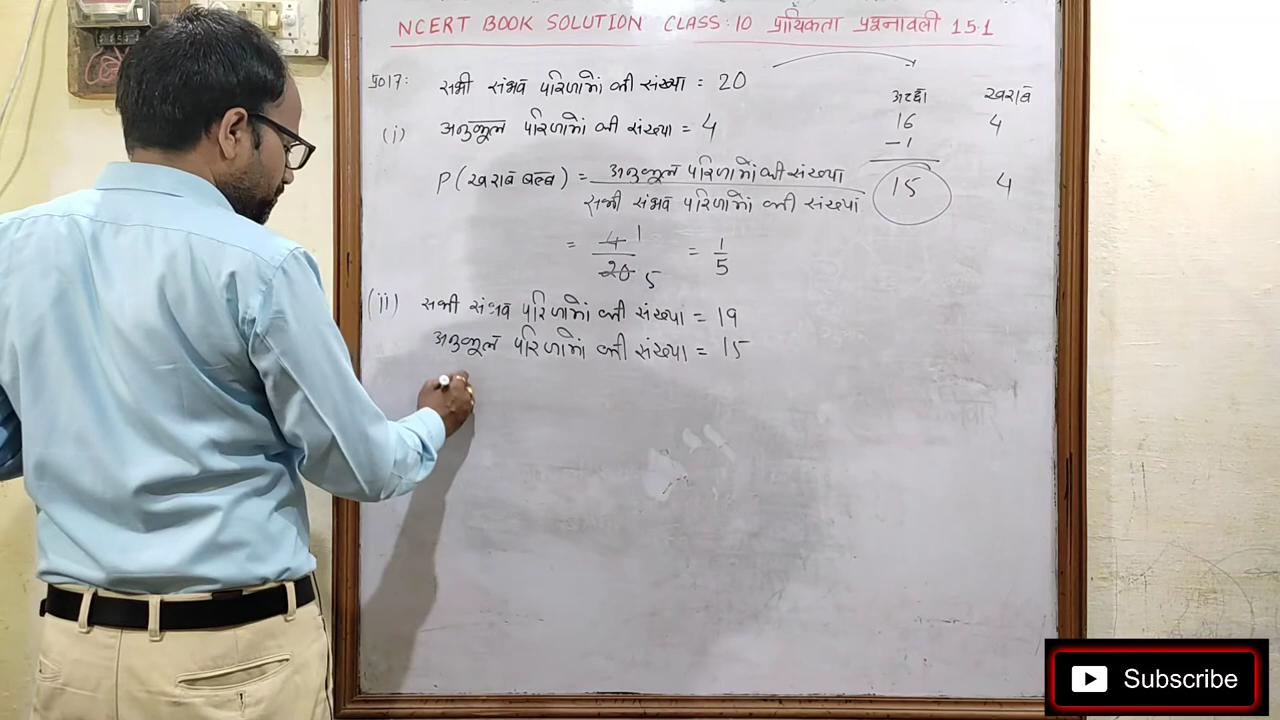 NCERT BOOK SOLUTION CLASS:10 प्रायिकता प्रश्नावली 15.1
प्र017: सभी संभव परिणामों की संख्या = 20
अच्छा खराब
(i) अनुकूल परिणामों की संख्या = 4
16 4
-1
P (खराब बल्ब) = अनुकूल परिणामों की संख्या
सभी संभव परिणामों की संख्या
15 4
= 4 1 = 1
20 5 5
(ii) सभी संभव परिणामों की संख्या = 19
अनुकूल परिणामों की संख्या = 15
Subscribe